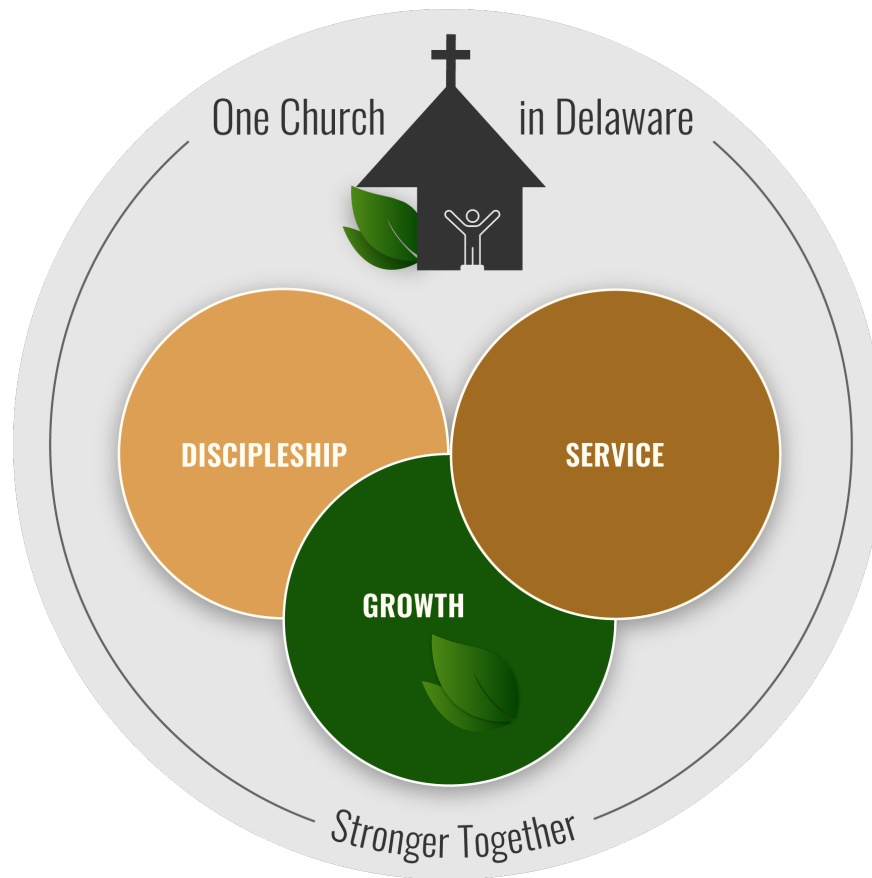 One Church in Delaware
DISCIPLESHIP
SERVICE
GROWTH
Stronger Together